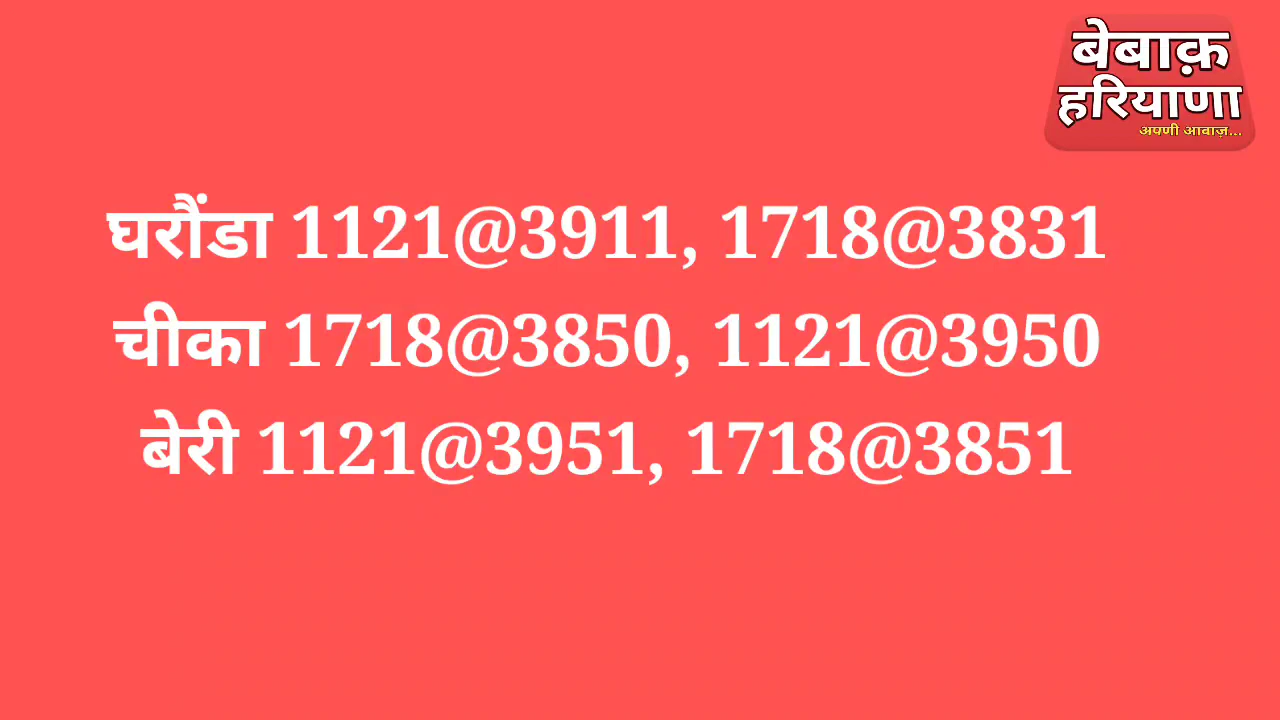 बेबाक़
हरियाणा
अपणी आवाज़...
घरौंडा 1121@3911, 1718@3831
चीका 1718@3850, 1121@3950
बेरी 1121@3951, 1718@3851